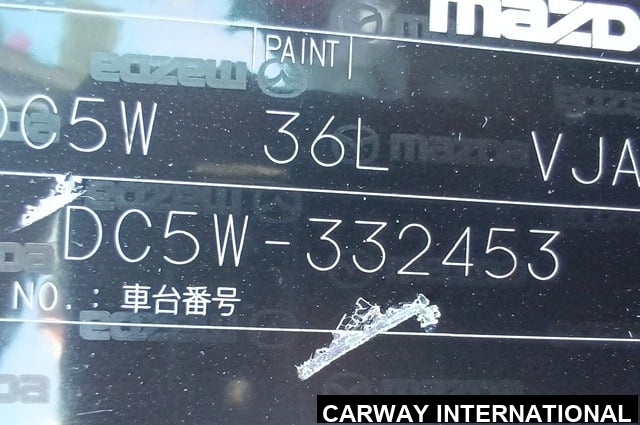 mazda
PAINT
DC5W 36L VJA
DC5W-332453
NO.: 車台番号
CARWAY INTERNATIONAL